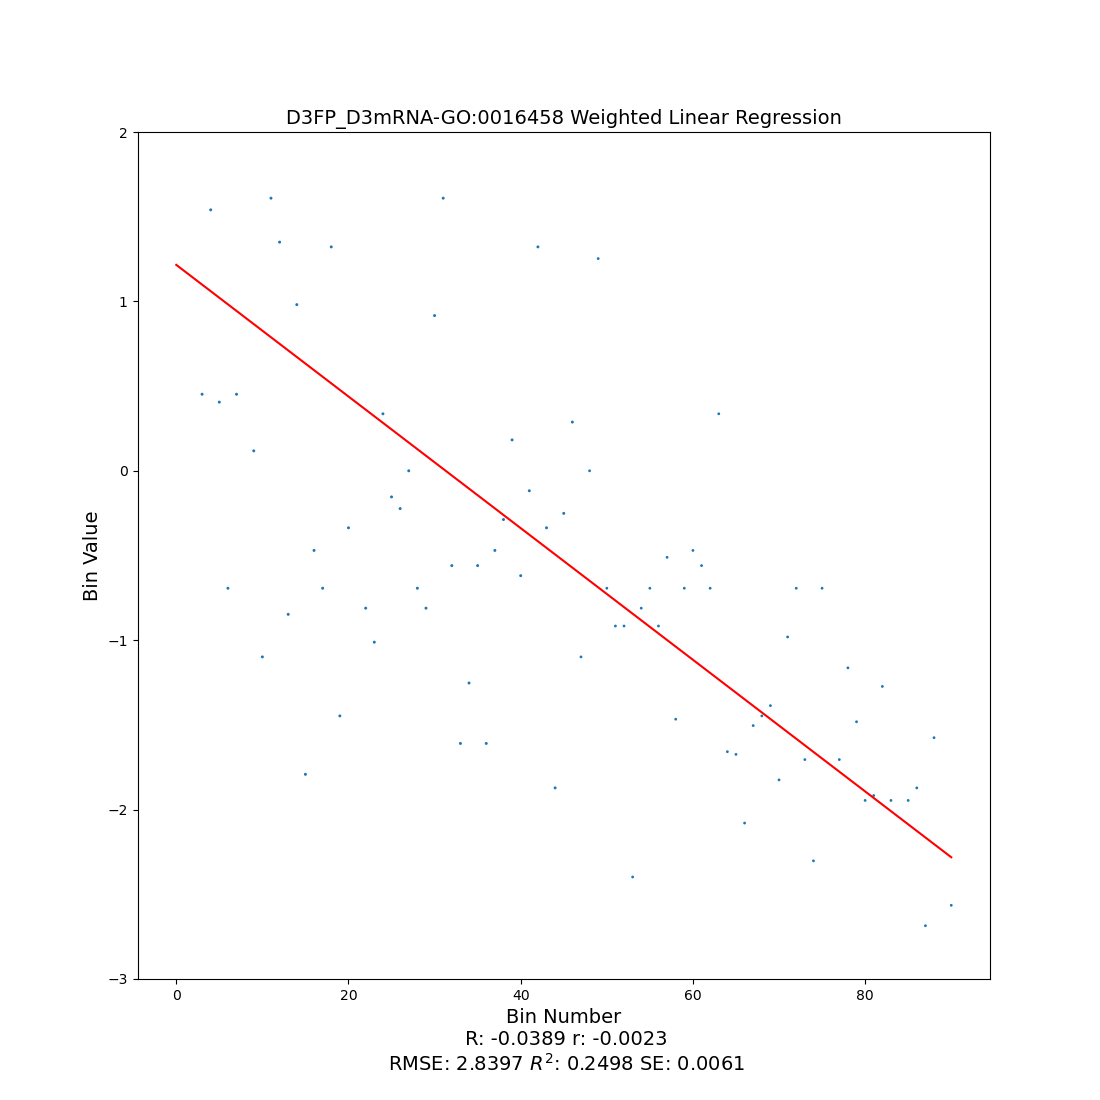 D3FP_D3mRNA-GO:0016458 Weighted Linear Regression
2
1
0
−1
−2
−3
Bin Value
0 20 40 60 80
Bin Number
R: -0.0389 r: -0.0023
RMSE: 2.8397 R²: 0.2498 SE: 0.0061